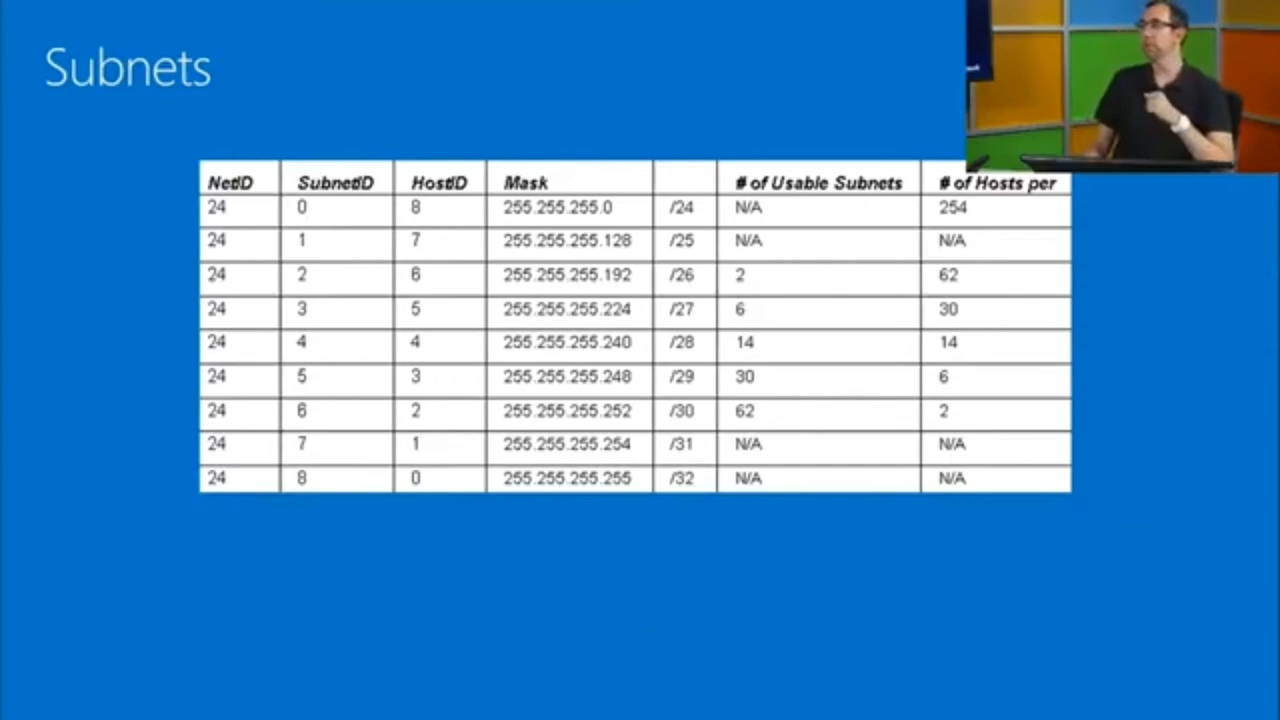 Subnets
NetID SubnetID HostID Mask # of Usable Subnets # of Hosts per
24 0 8 255.255.255.0 /24 N/A 254
24 1 7 255.255.255.128 /25 N/A N/A
24 2 6 255.255.255.192 /26 2 62
24 3 5 255.255.255.224 /27 6 30
24 4 4 255.255.255.240 /28 14 14
24 5 3 255.255.255.248 /29 30 6
24 6 2 255.255.255.252 /30 62 2
24 7 1 255.255.255.254 /31 N/A N/A
24 8 0 255.255.255.255 /32 N/A N/A